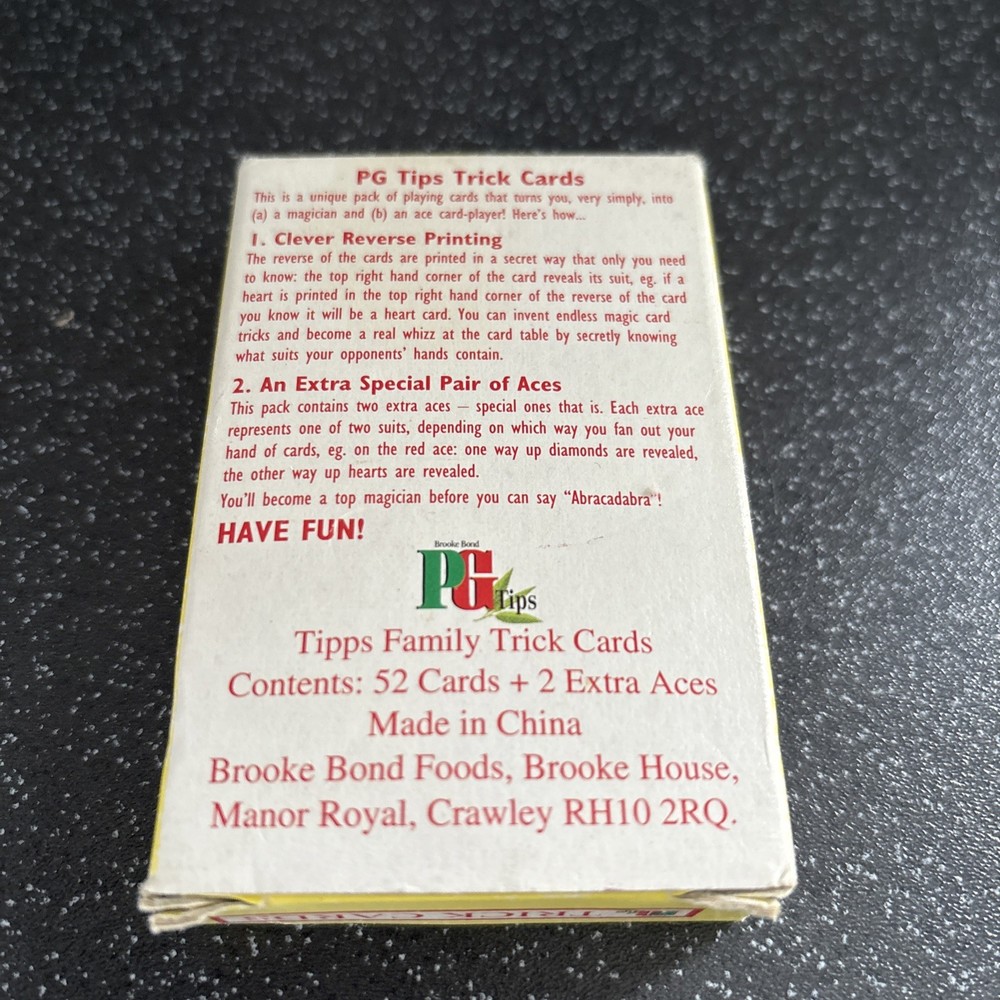 PG Tips Trick Cards
This is a unique pack of playing cards that turns you, very simply, into
(a) a magician and (b) an ace card-player! Here's how...
1. Clever Reverse Printing
The reverse of the cards are printed in a secret way that only you need
to know: the top right hand corner of the card reveals its suit, eg. if a
heart is printed in the top right hand corner of the reverse of the card
you know it will be a heart card. You can invent endless magic card
tricks and become a real whizz at the card table by secretly knowing
what suits your opponents' hands contain.
2. An Extra Special Pair of Aces
This pack contains two extra aces – special ones that is. Each extra ace
represents one of two suits, depending on which way you fan out your
hand of cards, eg. on the red ace: one way up diamonds are revealed,
the other way up hearts are revealed.
You'll become a top magician before you can say "Abracadabra"!
HAVE FUN!
Brooke Bond
PG Tips
Tipps Family Trick Cards
Contents: 52 Cards + 2 Extra Aces
Made in China
Brooke Bond Foods, Brooke House,
Manor Royal, Crawley RH10 2RQ.
TRICK CARDS